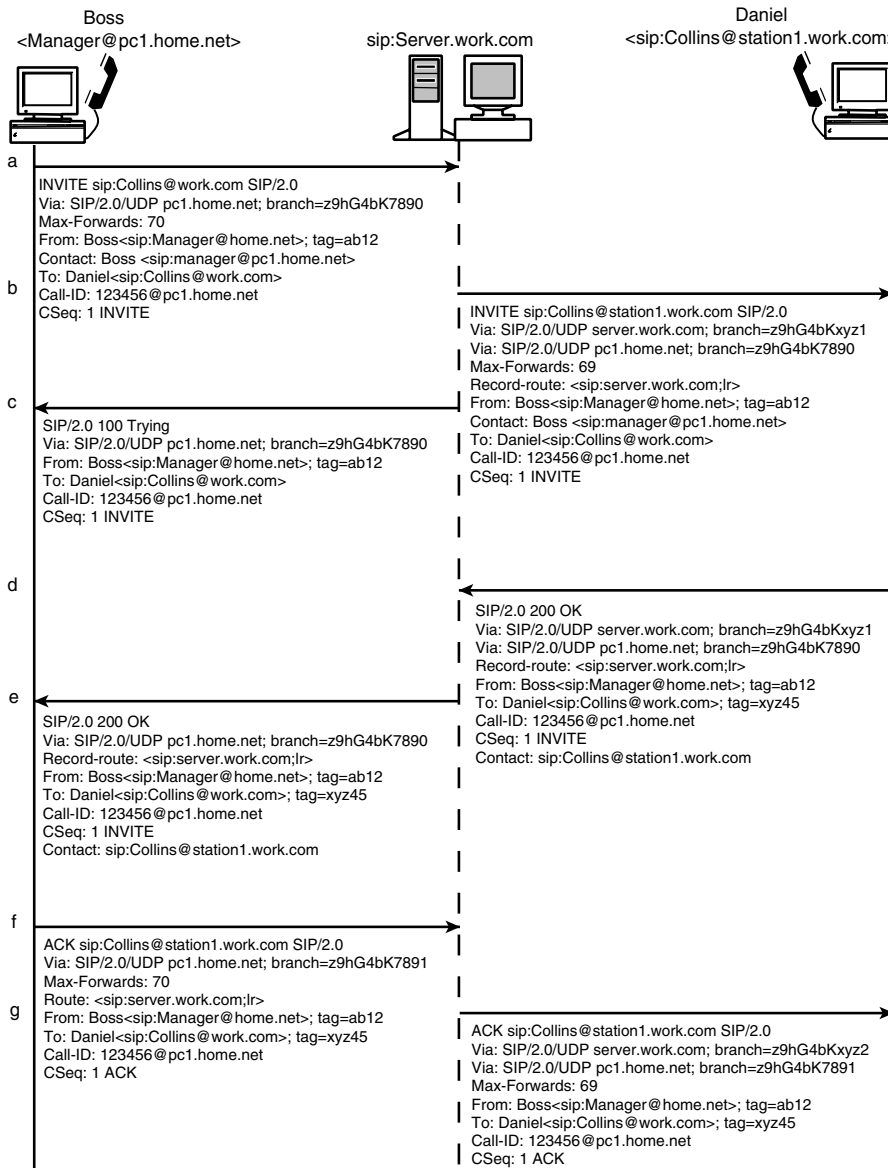 Boss
<Manager@pc1.home.net>
sip:Server.work.com
Daniel
<sip:Collins@station1.work.com>
a
INVITE sip:Collins@work.com SIP/2.0
Via: SIP/2.0/UDP pc1.home.net; branch=z9hG4bK7890
Max-Forwards: 70
From: Boss<sip:Manager@home.net>; tag=ab12
Contact: Boss <sip:manager@pc1.home.net>
To: Daniel<sip:Collins@work.com>
Call-ID: 123456@pc1.home.net
CSeq: 1 INVITE
b
INVITE sip:Collins@station1.work.com SIP/2.0
Via: SIP/2.0/UDP server.work.com; branch=z9hG4bKxyz1
Via: SIP/2.0/UDP pc1.home.net; branch=z9hG4bK7890
Max-Forwards: 69
Record-route: <sip:server.work.com;lr>
From: Boss<sip:Manager@home.net>; tag=ab12
Contact: Boss <sip:manager@pc1.home.net>
To: Daniel<sip:Collins@work.com>
Call-ID: 123456@pc1.home.net
CSeq: 1 INVITE
c
SIP/2.0 100 Trying
Via: SIP/2.0/UDP pc1.home.net; branch=z9hG4bK7890
From: Boss<sip:Manager@home.net>; tag=ab12
To: Daniel<sip:Collins@work.com>
Call-ID: 123456@pc1.home.net
CSeq: 1 INVITE
d
SIP/2.0 200 OK
Via: SIP/2.0/UDP server.work.com; branch=z9hG4bKxyz1
Via: SIP/2.0/UDP pc1.home.net; branch=z9hG4bK7890
Record-route: <sip:server.work.com;lr>
From: Boss<sip:Manager@home.net>; tag=ab12
To: Daniel<sip:Collins@work.com>; tag=xyz45
Call-ID: 123456@pc1.home.net
CSeq: 1 INVITE
Contact: sip:Collins@station1.work.com
e
SIP/2.0 200 OK
Via: SIP/2.0/UDP pc1.home.net; branch=z9hG4bK7890
Record-route: <sip:server.work.com;lr>
From: Boss<sip:Manager@home.net>; tag=ab12
To: Daniel<sip:Collins@work.com>; tag=xyz45
Call-ID: 123456@pc1.home.net
CSeq: 1 INVITE
Contact: sip:Collins@station1.work.com
f
ACK sip:Collins@station1.work.com SIP/2.0
Via: SIP/2.0/UDP pc1.home.net; branch=z9hG4bK7891
Max-Forwards: 70
Route: <sip:server.work.com;lr>
From: Boss<sip:Manager@home.net>; tag=ab12
To: Daniel<sip:Collins@work.com>; tag=xyz45
Call-ID: 123456@pc1.home.net
CSeq: 1 ACK
g
ACK sip:Collins@station1.work.com SIP/2.0
Via: SIP/2.0/UDP server.work.com; branch=z9hG4bKxyz2
Via: SIP/2.0/UDP pc1.home.net; branch=z9hG4bK7891
Max-Forwards: 69
From: Boss<sip:Manager@home.net>; tag=ab12
To: Daniel<sip:Collins@work.com>; tag=xyz45
Call-ID: 123456@pc1.home.net
CSeq: 1 ACK